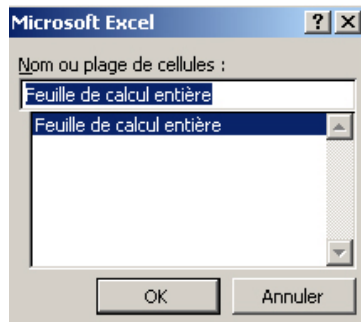 Microsoft Excel
Nom ou plage de cellules :
Feuille de calcul entière
Feuille de calcul entière
OK
Annuler